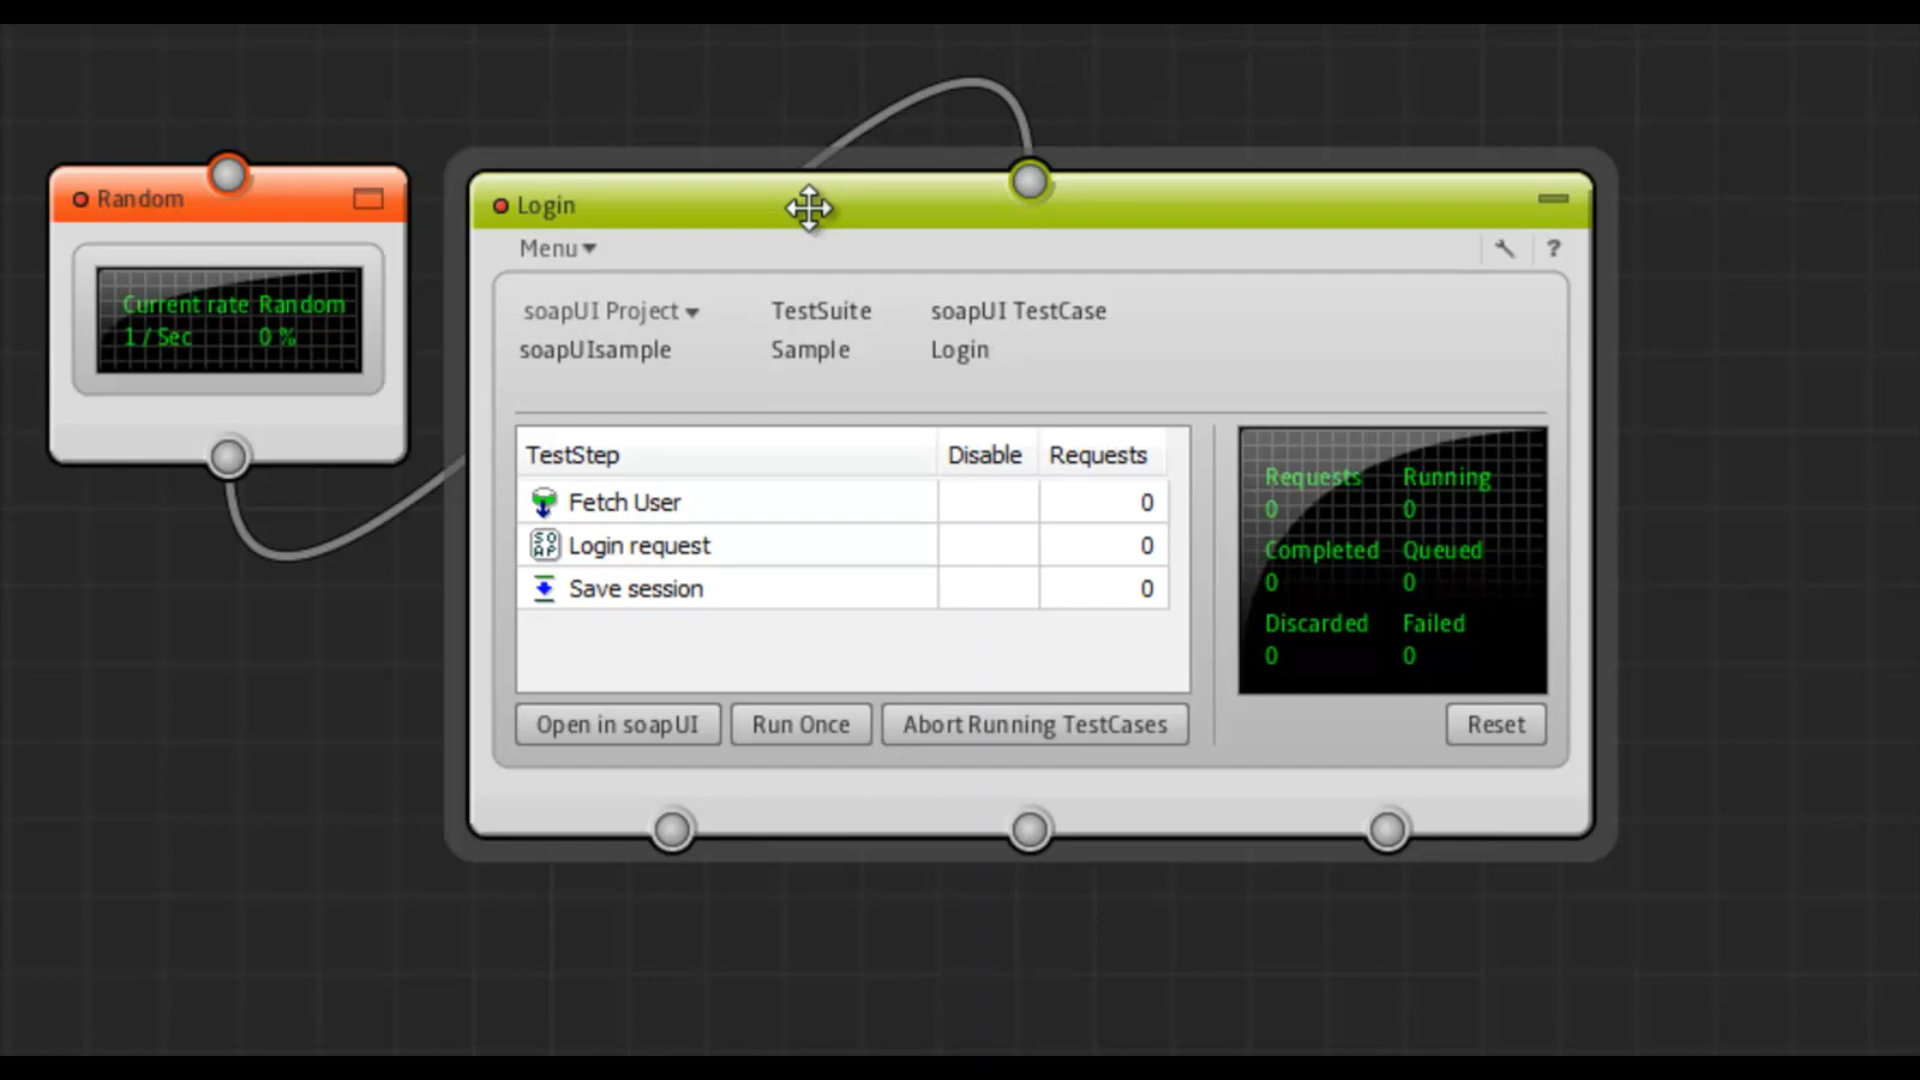 Random
Current rate Random
1 / Sec 0 %
Login
Menu
?
soapUI Project TestSuite soapUI TestCase
soapUIsample Sample Login
TestStep Disable Requests
Fetch User 0
SOAP Login request 0
Save session 0
Open in soapUI Run Once Abort Running TestCases
Requests Running
0 0
Completed Queued
0 0
Discarded Failed
0 0
Reset